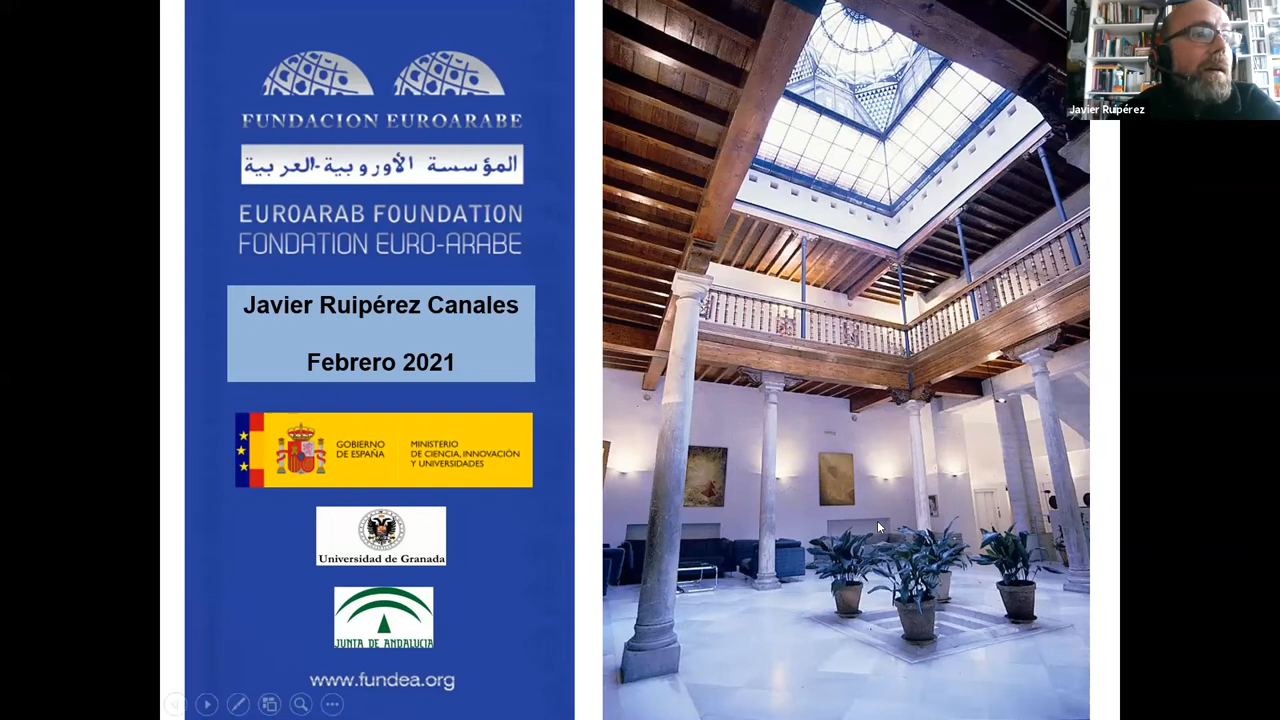 FUNDACION EUROARABE
المؤسسة الأوروبية-العربية
EUROARAB FOUNDATION
FONDATION EURO-ARABE
Javier Ruipérez Canales
Febrero 2021
GOBIERNO
DE ESPAÑA
MINISTERIO
DE CIENCIA, INNOVACIÓN
Y UNIVERSIDADES
Universidad de Granada
JUNTA DE ANDALUCIA
www.fundea.org
Javier Ruipérez